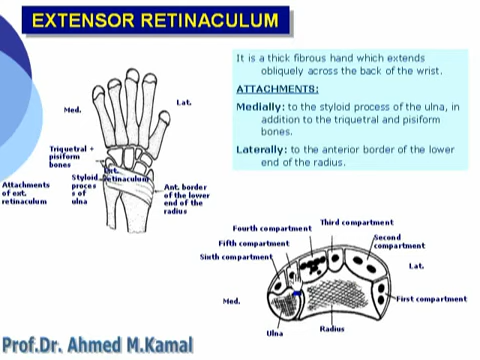 EXTENSOR RETINACULUM
It is a thick fibrous hand which extends
obliquely across the back of the wrist.
ATTACHMENTS:
Medially: to the styloid process of the ulna, in
addition to the triquetral and pisiform
bones.
Laterally: to the anterior border of the lower
end of the radius.
Med.
Lat.
Triquetral +
pisiform
bones
Ext.
Retinaculum
Styloid
proces
s of
ulna
Attachments
of ext.
retinaculum
Ant. border
of the lower
end of the
radius
Third compartment
Fourth compartment
Second
compartment
Fifth compartment
Sixth compartment
Lat.
Med.
First compartment
Ulna
Radius
Prof.Dr. Ahmed M.Kamal